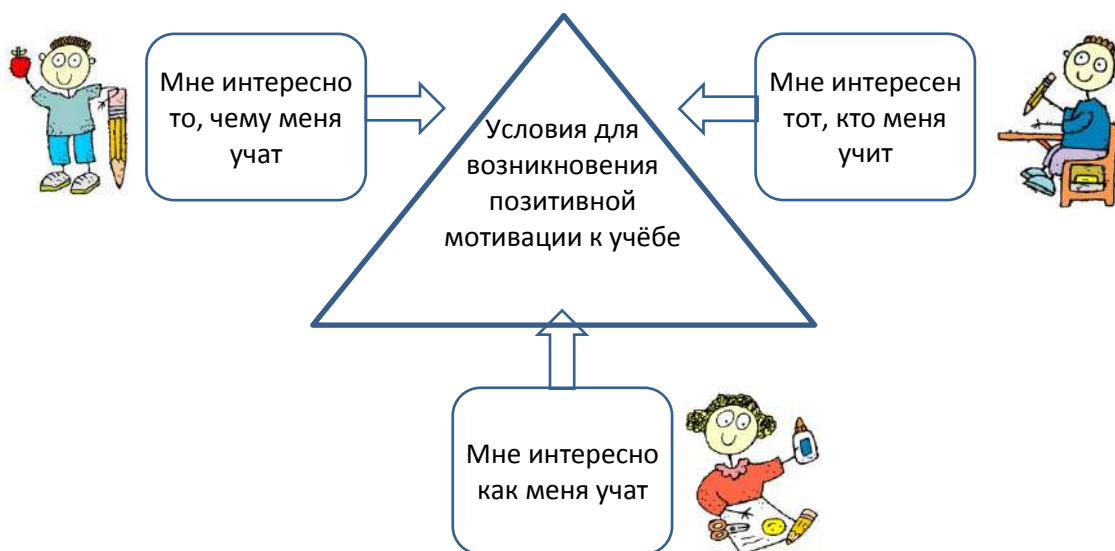 Мне интересно
то, чему меня
учат
Условия для
возникновения
позитивной
мотивации к учёбе
Мне интересен
тот, кто меня
учит
Мне интересно
как меня учат